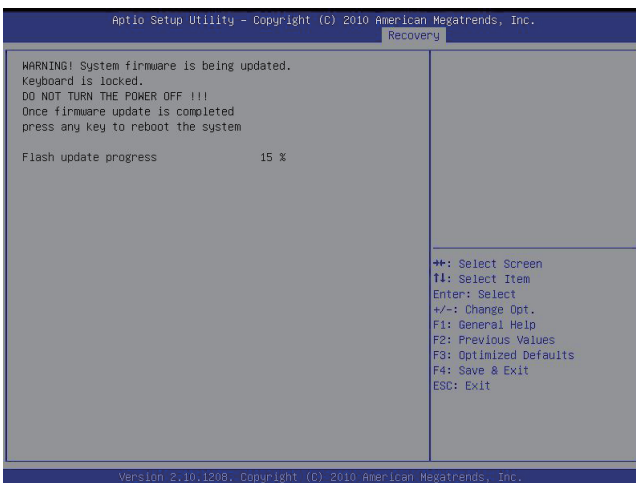 Aptio Setup Utility – Copyright (C) 2010 American Megatrends, Inc.
Recovery
WARNING! System firmware is being updated.
Keyboard is locked.
DO NOT TURN THE POWER OFF !!!
Once firmware update is completed
press any key to reboot the system
Flash update progress 15 %
→←: Select Screen
↑↓: Select Item
Enter: Select
+/-: Change Opt.
F1: General Help
F2: Previous Values
F3: Optimized Defaults
F4: Save & Exit
ESC: Exit
Version 2.10.1208. Copyright (C) 2010 American Megatrends, Inc.